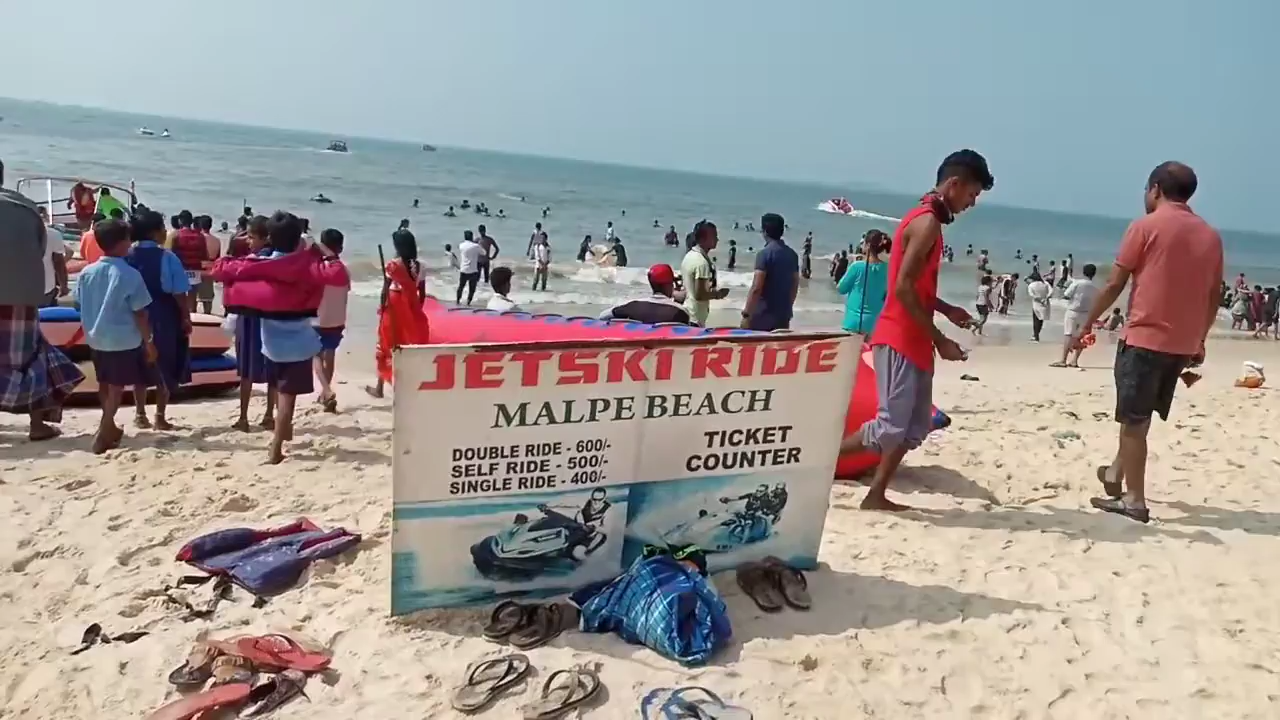 JETSKI RIDE
MALPE BEACH
DOUBLE RIDE - 600/-
SELF RIDE - 500/-
SINGLE RIDE - 400/-
TICKET
COUNTER